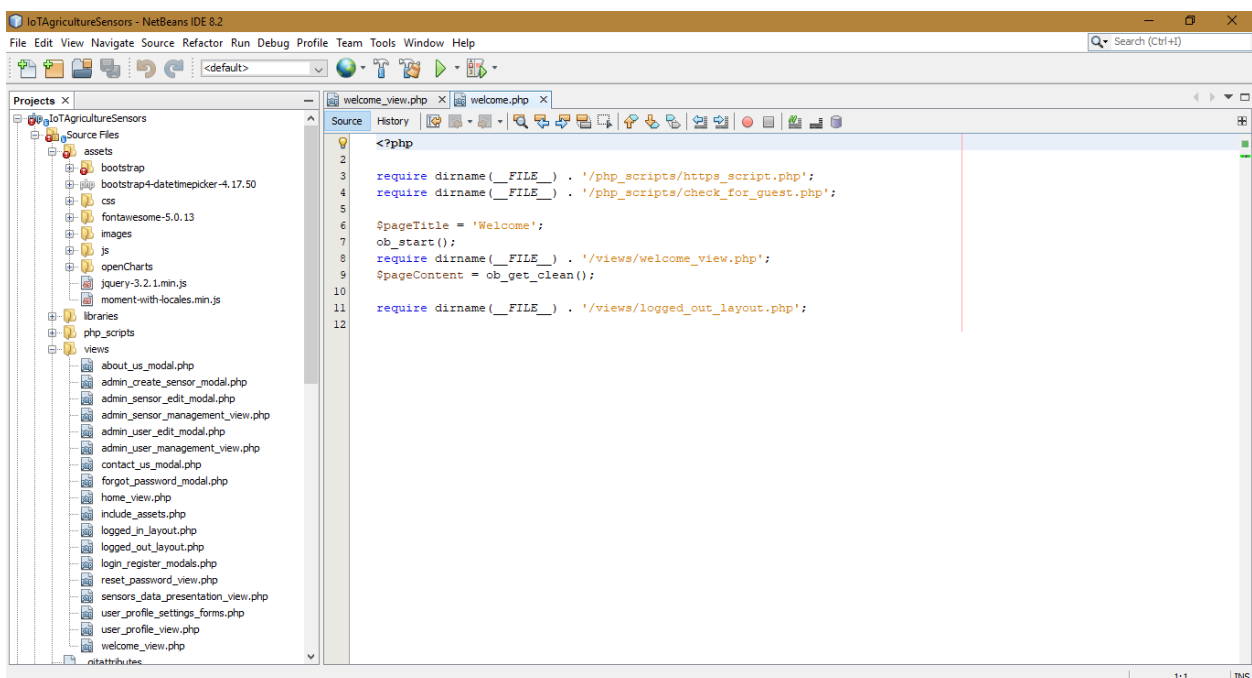 IoTAgricultureSensors - NetBeans IDE 8.2
File Edit View Navigate Source Refactor Run Debug Profile Team Tools Window Help
Search (Ctrl+I)
<default>
Projects
welcome_view.php
welcome.php
Source History
IoTAgricultureSensors
Source Files
assets
bootstrap
bootstrap4-datetimepicker-4.17.50
css
fontawesome-5.0.13
images
js
openCharts
jquery-3.2.1.min.js
moment-with-locales.min.js
libraries
php_scripts
views
about_us_modal.php
admin_create_sensor_modal.php
admin_sensor_edit_modal.php
admin_sensor_management_view.php
admin_user_edit_modal.php
admin_user_management_view.php
contact_us_modal.php
forgot_password_modal.php
home_view.php
include_assets.php
logged_in_layout.php
logged_out_layout.php
login_register_modals.php
reset_password_view.php
sensors_data_presentation_view.php
user_profile_settings_forms.php
user_profile_view.php
welcome_view.php
.gitattributes
<?php
2
3 require dirname(__FILE__) . '/php_scripts/https_script.php';
4 require dirname(__FILE__) . '/php_scripts/check_for_guest.php';
5
6 $pageTitle = 'Welcome';
7 ob_start();
8 require dirname(__FILE__) . '/views/welcome_view.php';
9 $pageContent = ob_get_clean();
10
11 require dirname(__FILE__) . '/views/logged_out_layout.php';
12
1:1 INS